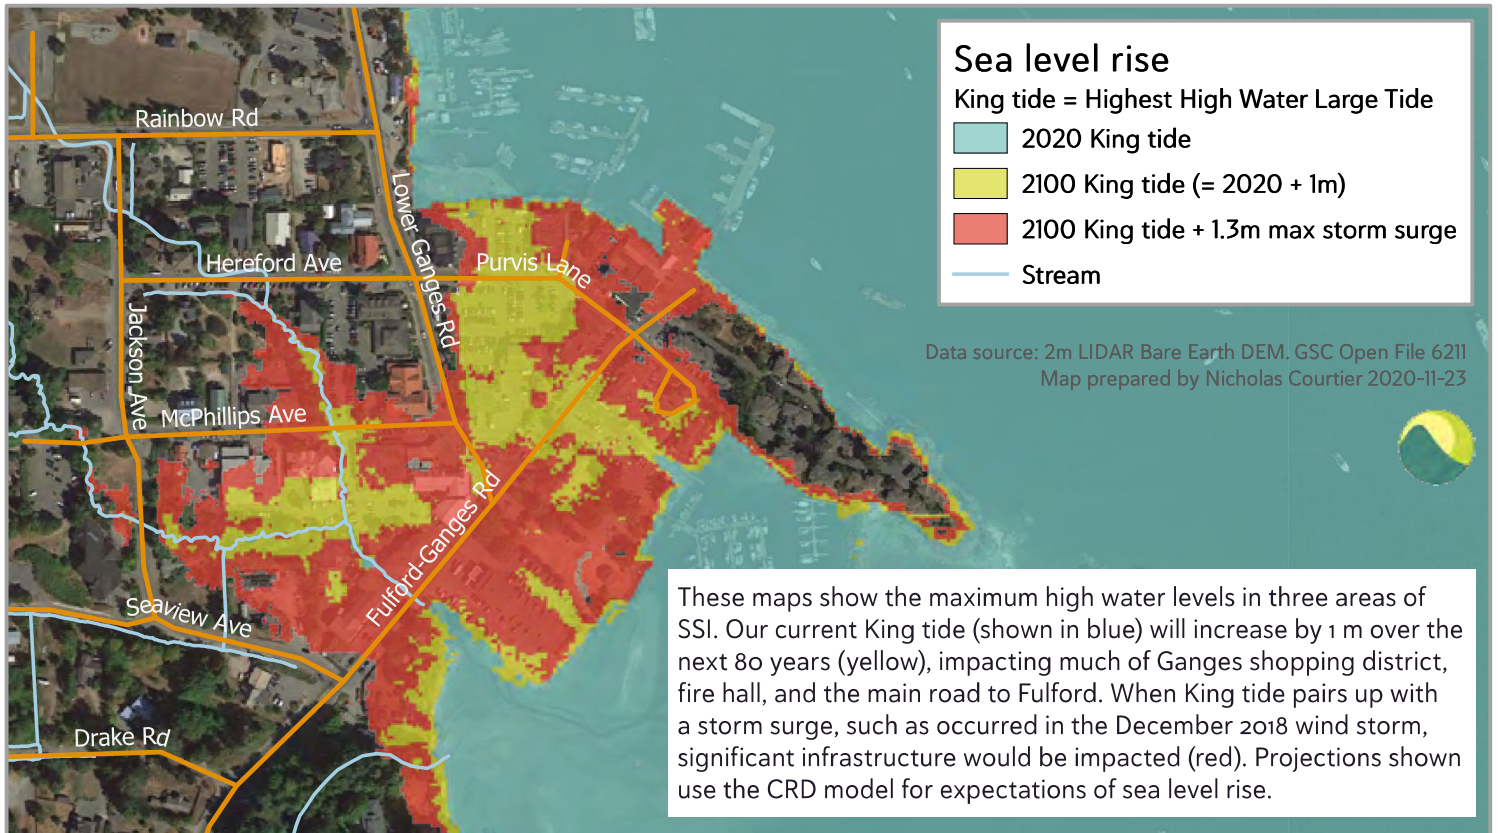 Sea level rise
King tide = Highest High Water Large Tide
2020 King tide
2100 King tide (= 2020 + 1m)
2100 King tide + 1.3m max storm surge
Stream
Rainbow Rd
Lower Ganges Rd
Hereford Ave
Purvis Lane
Jackson Ave
McPhillips Ave
Fulford-Ganges Rd
Seaview Ave
Drake Rd
Data source: 2m LIDAR Bare Earth DEM. GSC Open File 6211
Map prepared by Nicholas Courtier 2020-11-23
These maps show the maximum high water levels in three areas of
SSI. Our current King tide (shown in blue) will increase by 1 m over the
next 80 years (yellow), impacting much of Ganges shopping district,
fire hall, and the main road to Fulford. When King tide pairs up with
a storm surge, such as occurred in the December 2018 wind storm,
significant infrastructure would be impacted (red). Projections shown
use the CRD model for expectations of sea level rise.